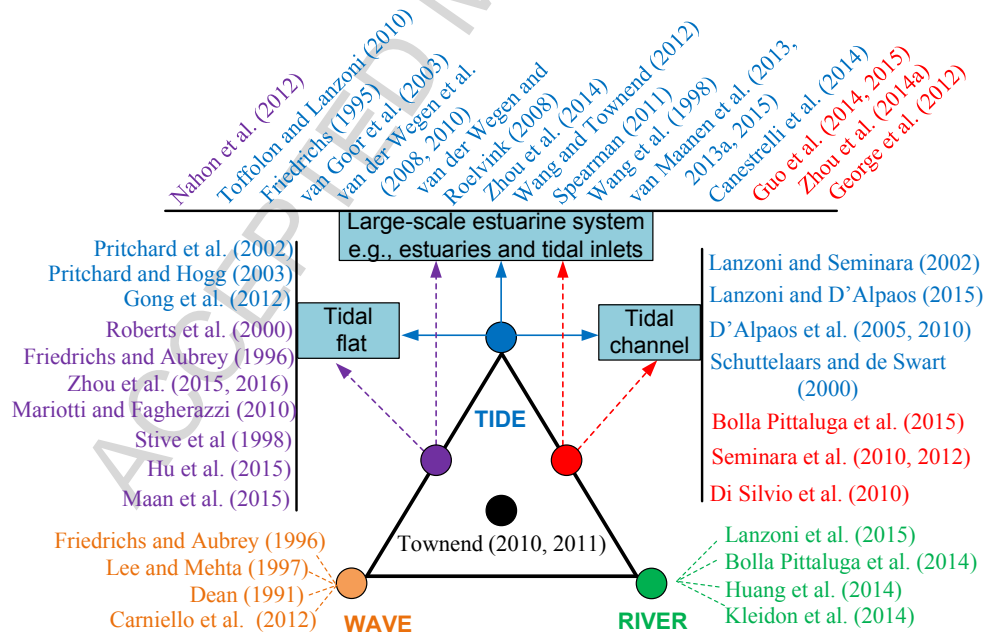 ACCEPTED M
Nahon et al. (2012)
Toffolon and Lanzoni (2010)
Friedrichs (1995)
van Goor et al. (2003)
van der Wegen et al.
(2008, 2010)
van der Wegen and
Roelvink (2008)
Zhou et al. (2014)
Wang and Townend (2012)
Spearman (2011)
Wang et al. (1998)
van Maanen et al. (2013,
2013a, 2015)
Canestrelli et al. (2014)
Guo et al. (2014, 2015)
Zhou et al. (2014a)
George et al. (2012)
Large-scale estuarine system
e.g., estuaries and tidal inlets
Pritchard et al. (2002)
Pritchard and Hogg (2003)
Gong et al. (2012)
Roberts et al. (2000)
Friedrichs and Aubrey (1996)
Zhou et al. (2015, 2016)
Mariotti and Fagherazzi (2010)
Stive et al (1998)
Hu et al. (2015)
Maan et al. (2015)
Tidal
flat
Tidal
channel
Lanzoni and Seminara (2002)
Lanzoni and D'Alpaos (2015)
D'Alpaos et al. (2005, 2010)
Schuttelaars and de Swart
(2000)
Bolla Pittaluga et al. (2015)
Seminara et al. (2010, 2012)
Di Silvio et al. (2010)
TIDE
Townend (2010, 2011)
Friedrichs and Aubrey (1996)
Lee and Mehta (1997)
Dean (1991)
Carniello et al. (2012)
WAVE
RIVER
Lanzoni et al. (2015)
Bolla Pittaluga et al. (2014)
Huang et al. (2014)
Kleidon et al. (2014)